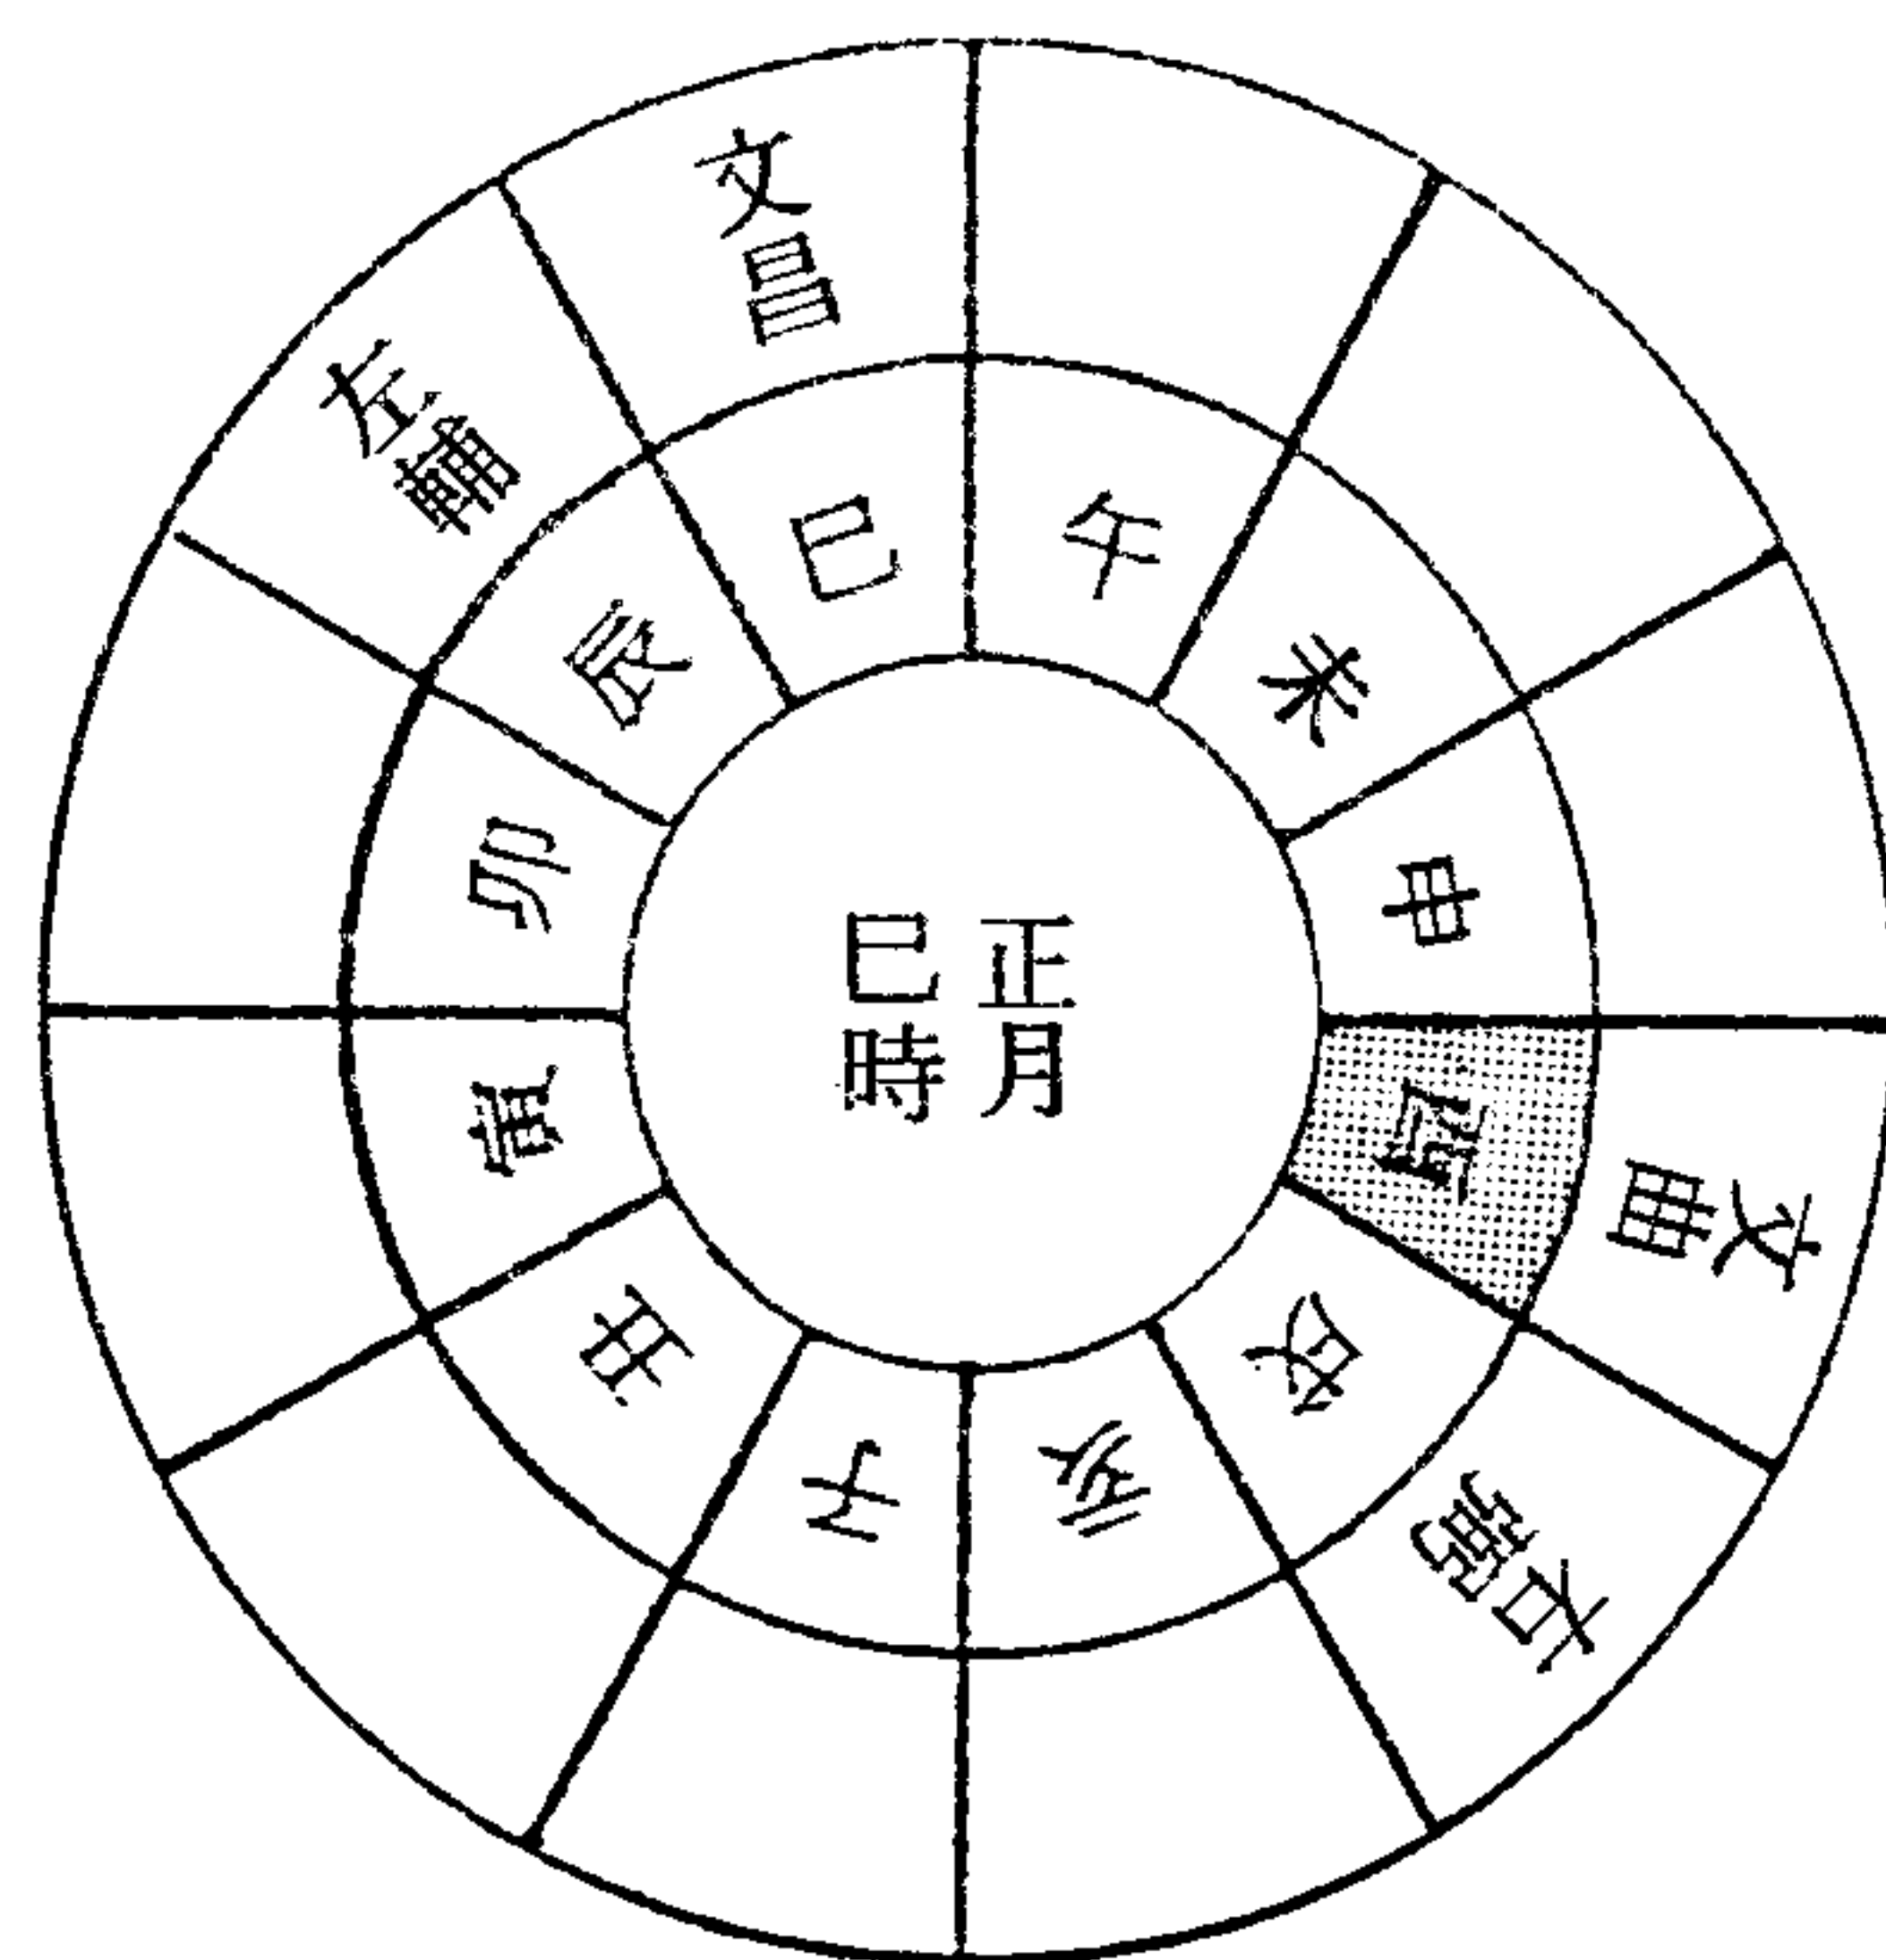 正月
巳時
子
丑
寅
卯
辰
巳
午
未
申
酉
戌
亥
左輔
文昌
文曲
右弼